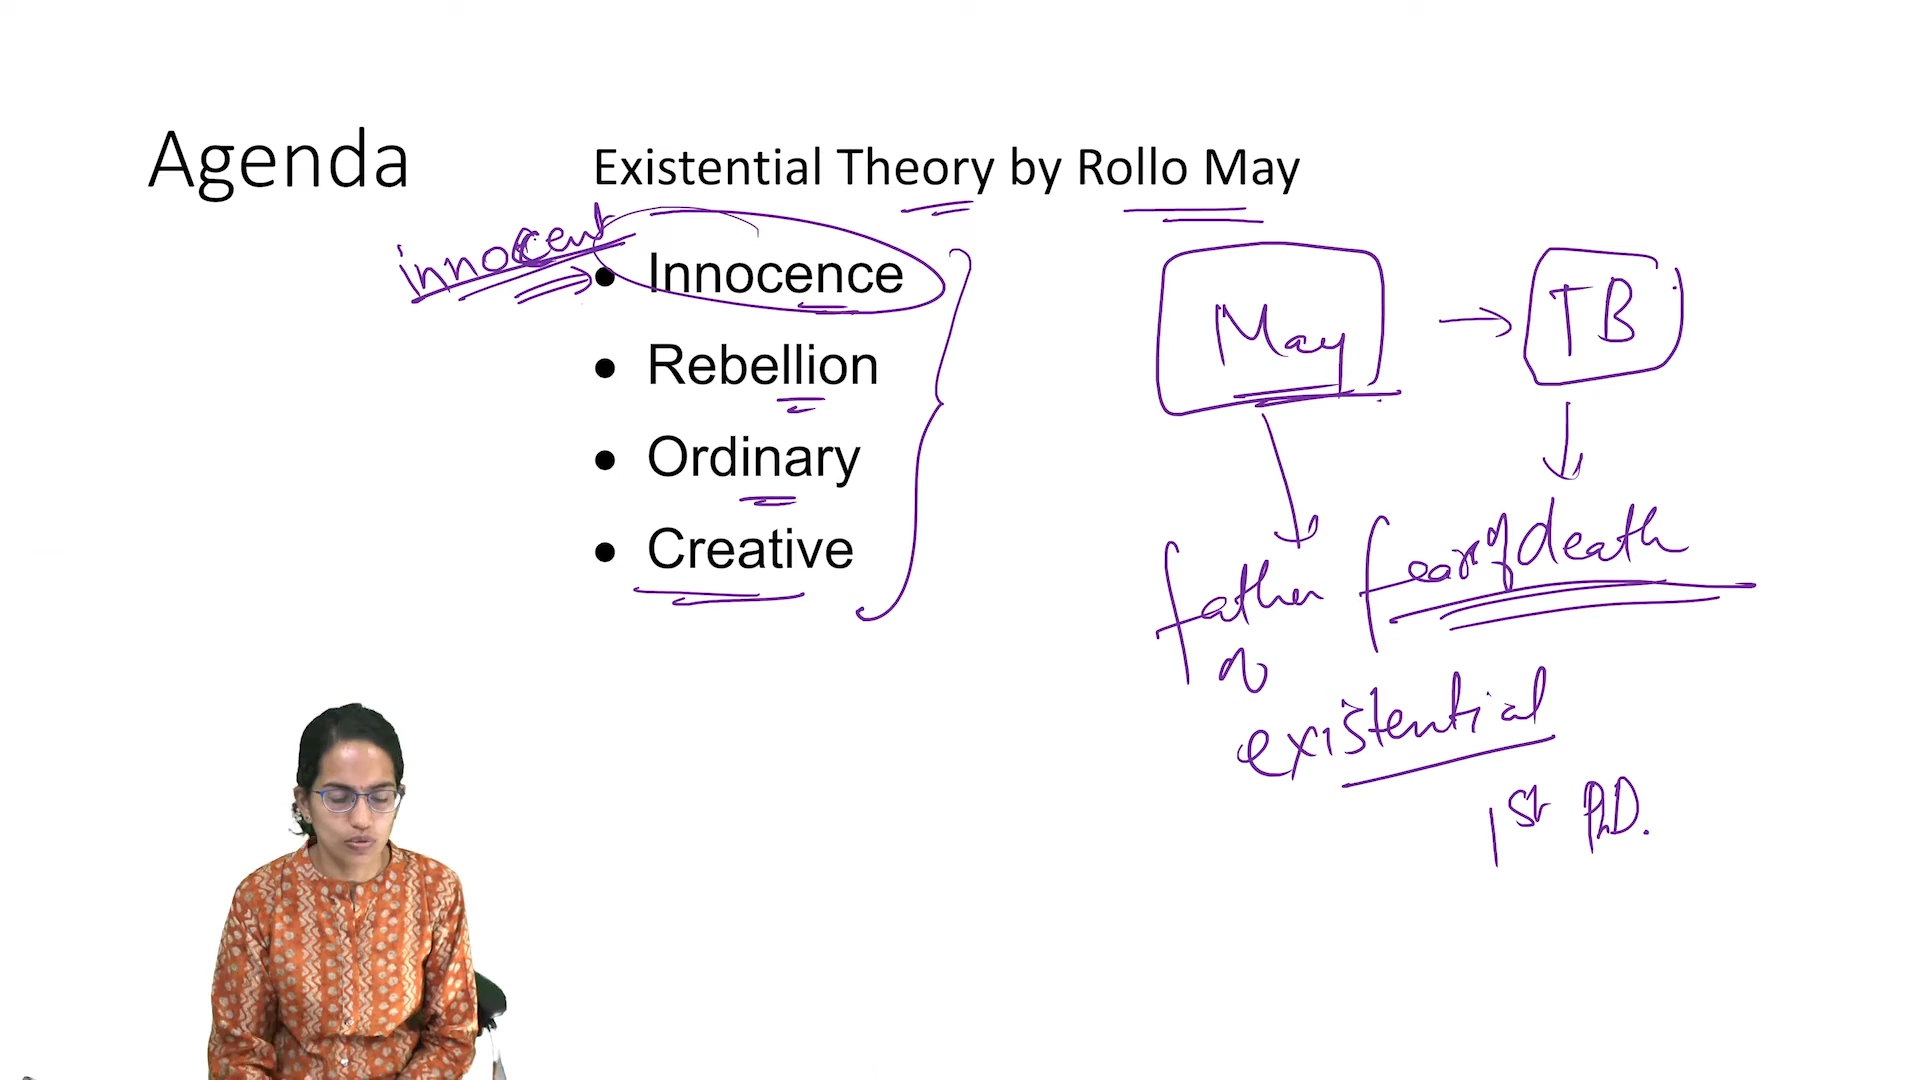 Agenda
Existential Theory by Rollo May
innocent
• Innocence
• Rebellion
• Ordinary
• Creative
May → TB
father
of
existential
fear of death
1st PhD.